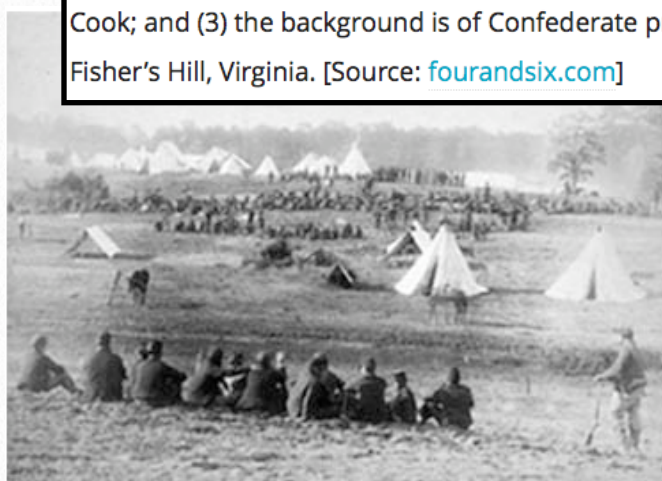 Cook; and (3) the background is of Confederate p
Fisher's Hill, Virginia. [Source: fourandsix.com]